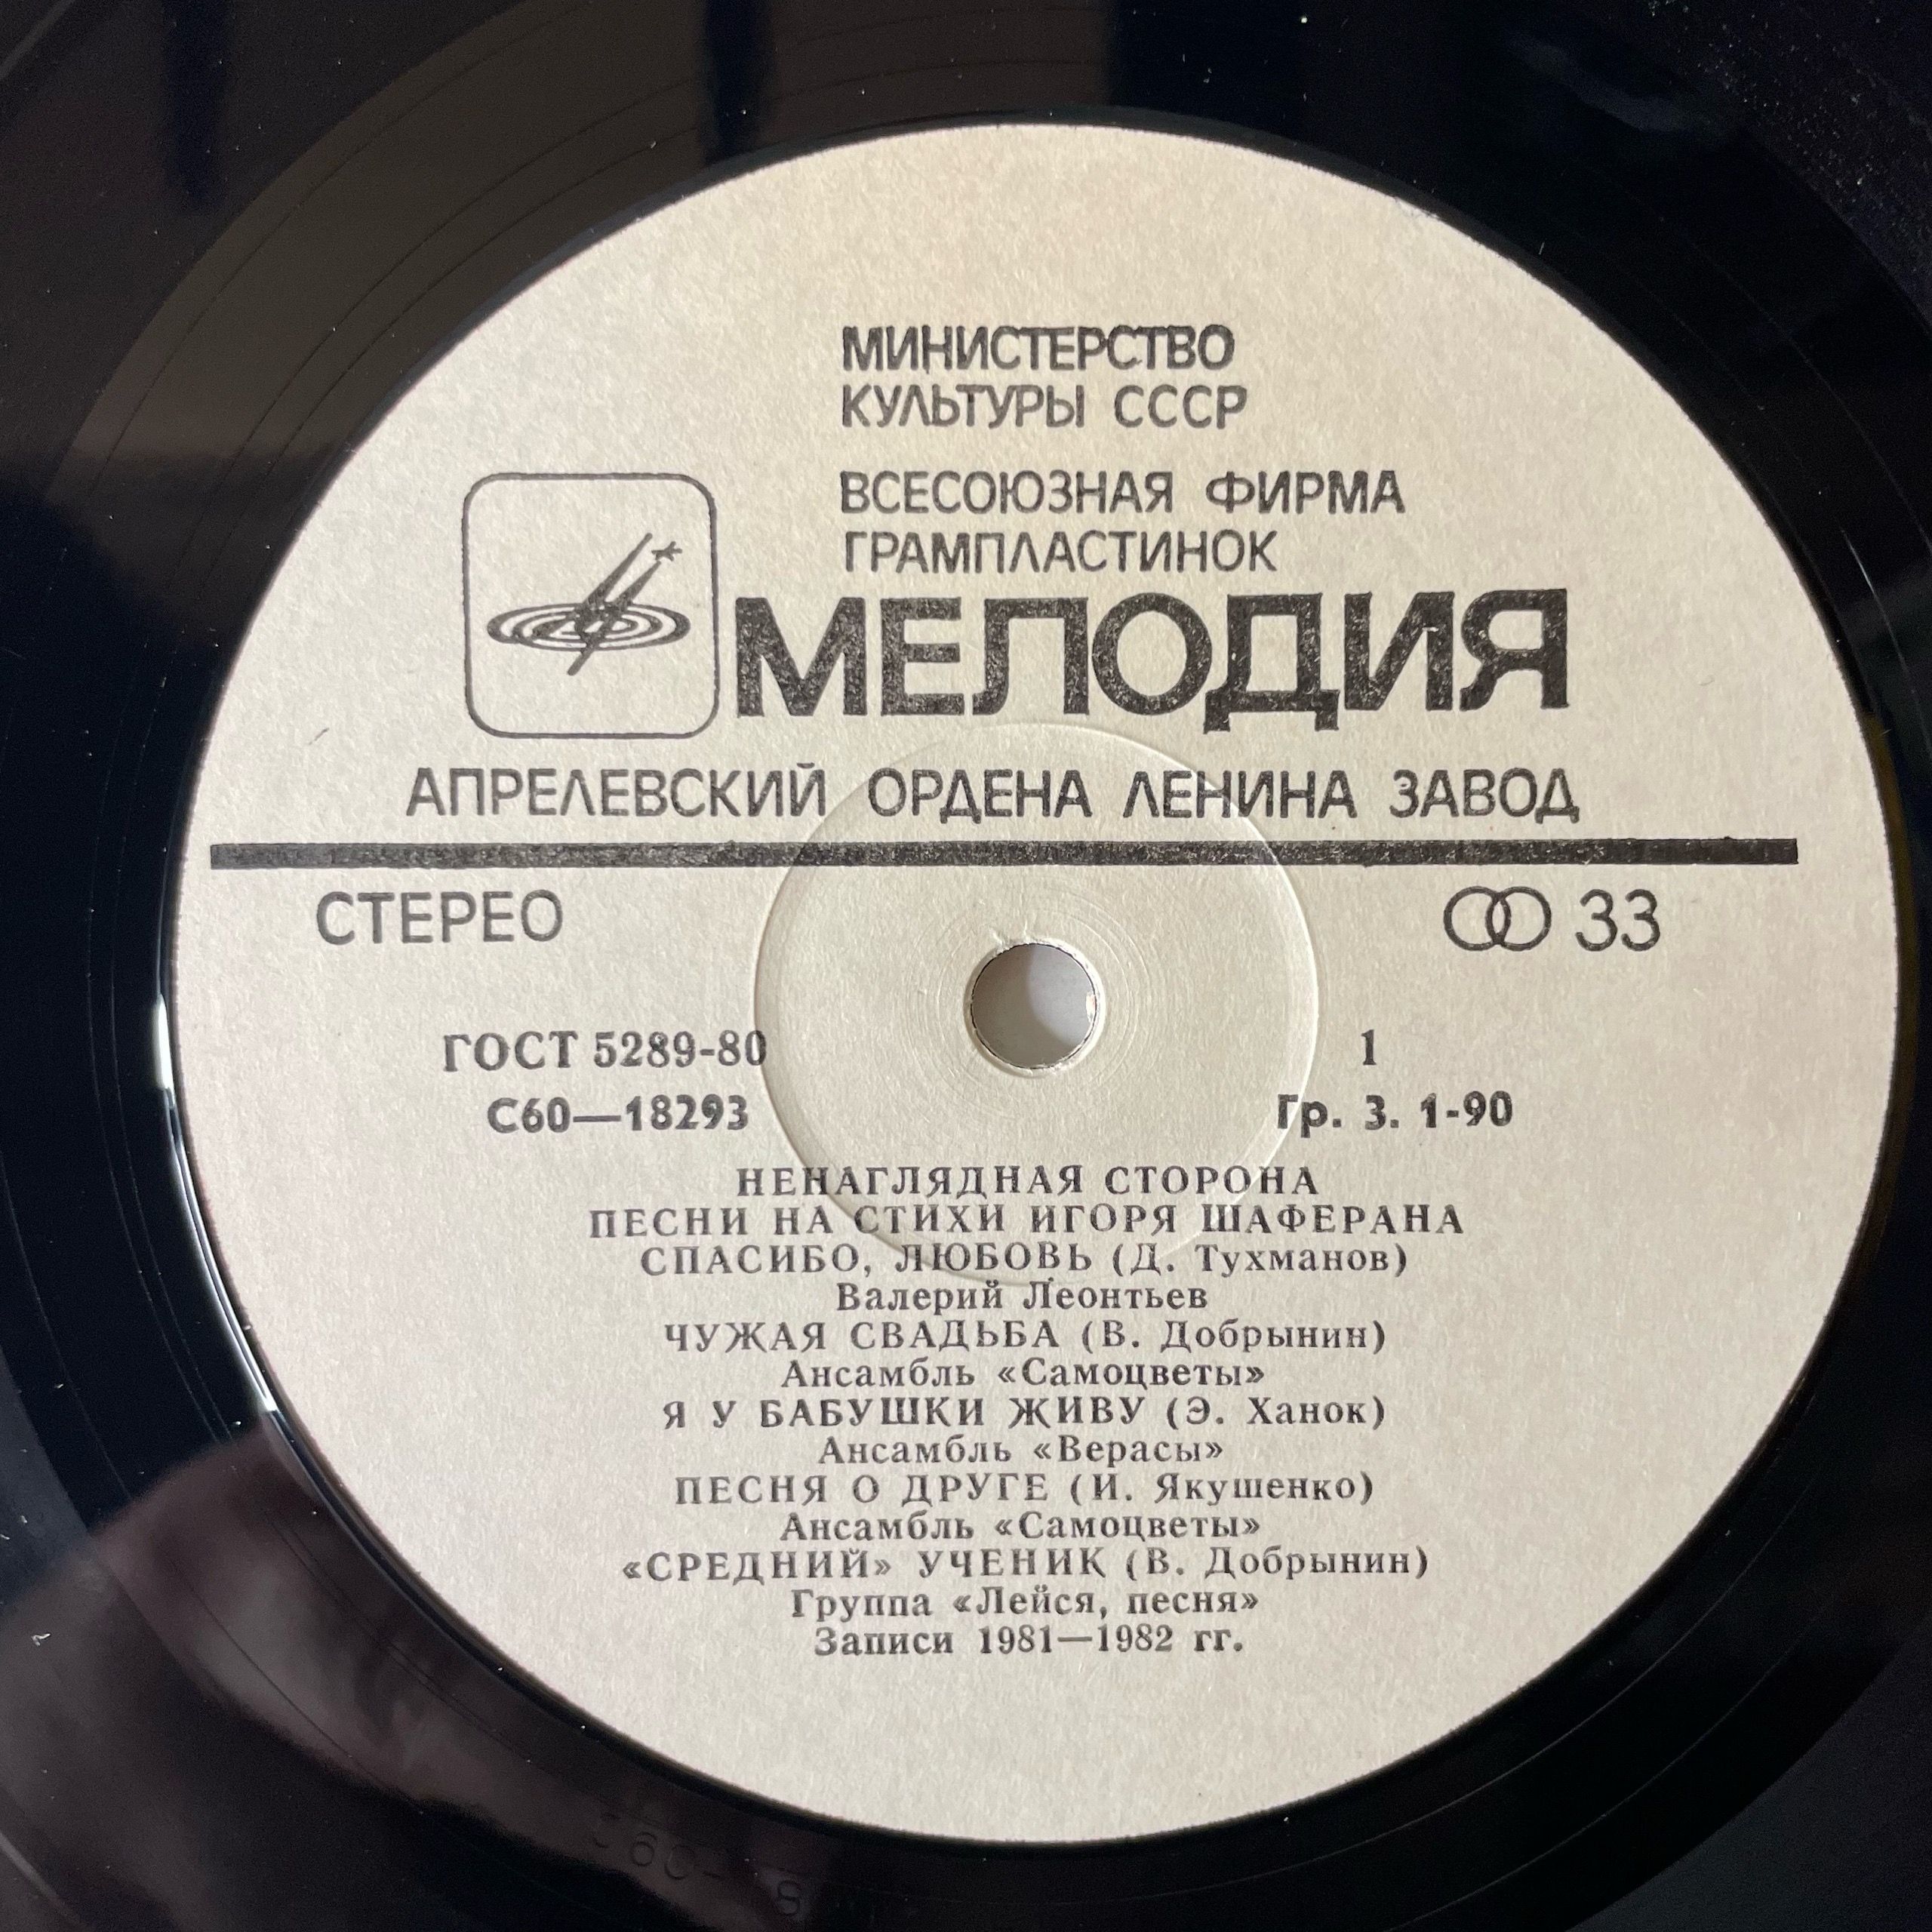 МИНИСТЕРСТВО
КУЛЬТУРЫ СССР
ВСЕСОЮЗНАЯ ФИРМА
ГРАМПЛАСТИНОК
МЕЛОДИЯ
АПРЕЛЕВСКИЙ ОРДЕНА ЛЕНИНА ЗАВОД
СТЕРЕО 33
ГОСТ 5289-80 1
С60—18293 Гр. 3. 1-90
НЕНАГЛЯДНАЯ СТОРОНА
ПЕСНИ НА СТИХИ ИГОРЯ ШАФЕРАНА
СПАСИБО, ЛЮБОВЬ (Д. Тухманов)
Валерий Леонтьев
ЧУЖАЯ СВАДЬБА (В. Добрынин)
Ансамбль «Самоцветы»
Я У БАБУШКИ ЖИВУ (Э. Ханок)
Ансамбль «Верасы»
ПЕСНЯ О ДРУГЕ (И. Якушенко)
Ансамбль «Самоцветы»
«СРЕДНИЙ» УЧЕНИК (В. Добрынин)
Группа «Лейся, песня»
Записи 1981—1982 гг.